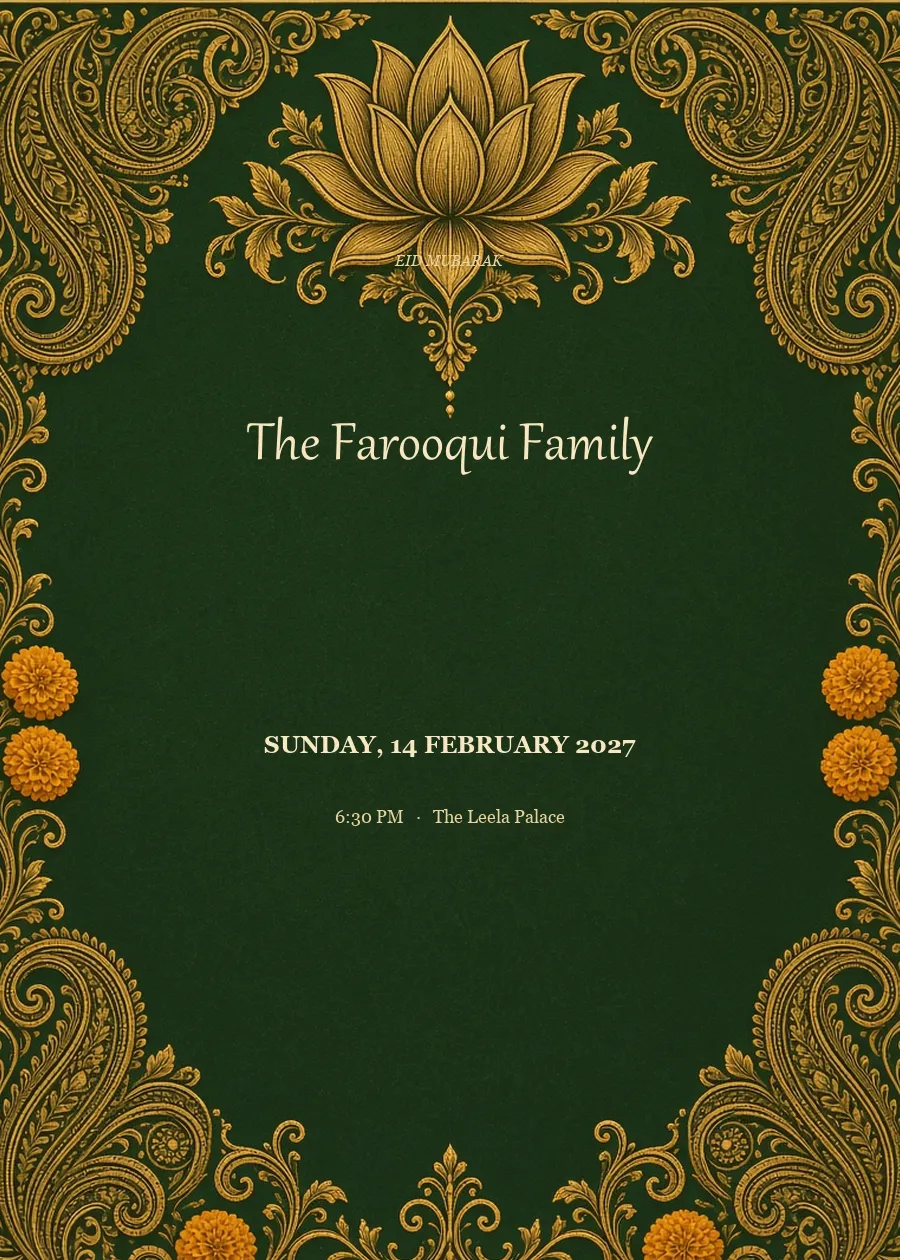 EID MUBARAK
The Farooqui Family
SUNDAY, 14 FEBRUARY 2027
6:30 PM · The Leela Palace